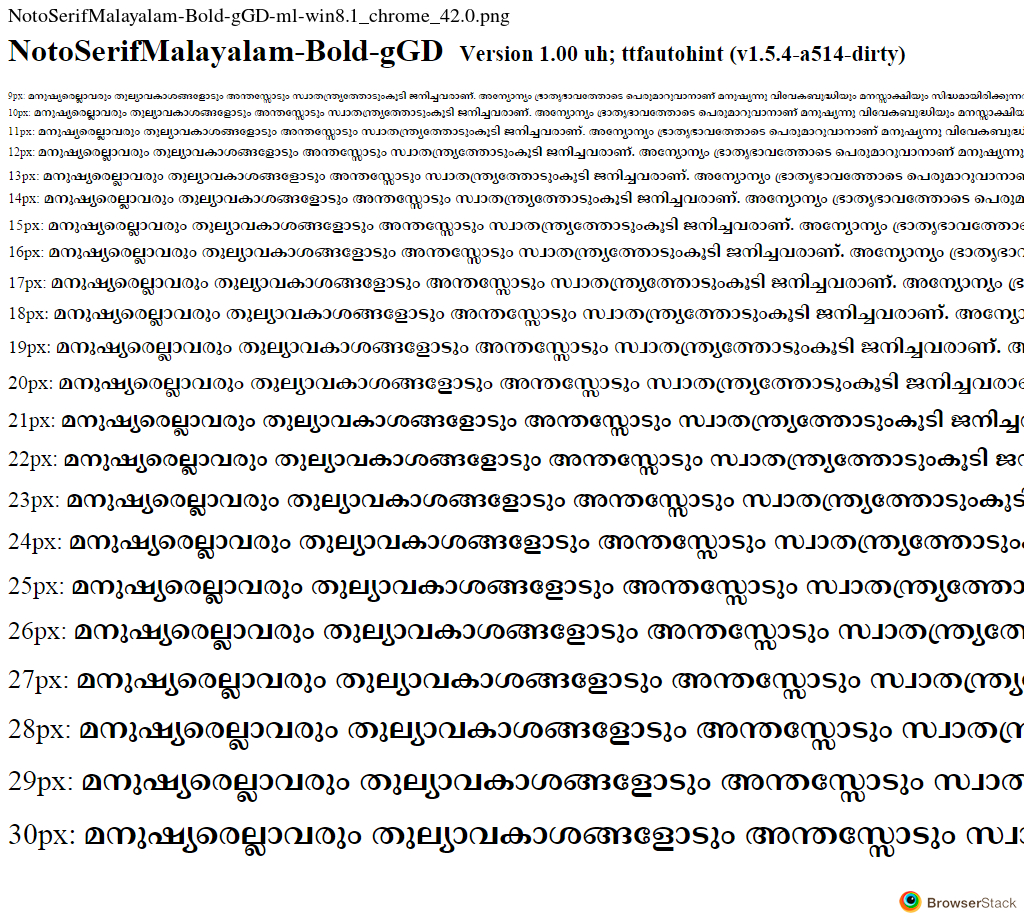 NotoSerifMalayalam-Bold-gGD-ml-win8.1_chrome_42.0.png
NotoSerifMalayalam-Bold-gGD Version 1.00 uh; ttfautohint (v1.5.4-a514-dirty)
9px: മനുഷ്യരെല്ലാവരും തുല്യാവകാശങ്ങളോടും അന്തസ്സോടും സ്വാതന്ത്ര്യത്തോടുംകൂടി ജനിച്ചവരാണ്. അന്യോന്യം ഭ്രാതൃഭാവത്തോടെ പെരുമാറുവാനാണ് മനുഷ്യന്നു വിവേകബുദ്ധിയും മനസ്സാക്ഷിയും സിദ്ധമായിരിക്കുന്ന
10px: മനുഷ്യരെല്ലാവരും തുല്യാവകാശങ്ങളോടും അന്തസ്സോടും സ്വാതന്ത്ര്യത്തോടുംകൂടി ജനിച്ചവരാണ്. അന്യോന്യം ഭ്രാതൃഭാവത്തോടെ പെരുമാറുവാനാണ് മനുഷ്യന്നു വിവേകബുദ്ധിയും മനസ്സാക്ഷിയ
11px: മനുഷ്യരെല്ലാവരും തുല്യാവകാശങ്ങളോടും അന്തസ്സോടും സ്വാതന്ത്ര്യത്തോടുംകൂടി ജനിച്ചവരാണ്. അന്യോന്യം ഭ്രാതൃഭാവത്തോടെ പെരുമാറുവാനാണ് മനുഷ്യന്നു വിവേകബുദ്ധ
12px: മനുഷ്യരെല്ലാവരും തുല്യാവകാശങ്ങളോടും അന്തസ്സോടും സ്വാതന്ത്ര്യത്തോടുംകൂടി ജനിച്ചവരാണ്. അന്യോന്യം ഭ്രാതൃഭാവത്തോടെ പെരുമാറുവാനാണ് മനുഷ്യന്നു
13px: മനുഷ്യരെല്ലാവരും തുല്യാവകാശങ്ങളോടും അന്തസ്സോടും സ്വാതന്ത്ര്യത്തോടുംകൂടി ജനിച്ചവരാണ്. അന്യോന്യം ഭ്രാതൃഭാവത്തോടെ പെരുമാറുവാനാണ
14px: മനുഷ്യരെല്ലാവരും തുല്യാവകാശങ്ങളോടും അന്തസ്സോടും സ്വാതന്ത്ര്യത്തോടുംകൂടി ജനിച്ചവരാണ്. അന്യോന്യം ഭ്രാതൃഭാവത്തോടെ പെരുമ
15px: മനുഷ്യരെല്ലാവരും തുല്യാവകാശങ്ങളോടും അന്തസ്സോടും സ്വാതന്ത്ര്യത്തോടുംകൂടി ജനിച്ചവരാണ്. അന്യോന്യം ഭ്രാതൃഭാവത്തോ
16px: മനുഷ്യരെല്ലാവരും തുല്യാവകാശങ്ങളോടും അന്തസ്സോടും സ്വാതന്ത്ര്യത്തോടുംകൂടി ജനിച്ചവരാണ്. അന്യോന്യം ഭ്രാതൃഭാവ
17px: മനുഷ്യരെല്ലാവരും തുല്യാവകാശങ്ങളോടും അന്തസ്സോടും സ്വാതന്ത്ര്യത്തോടുംകൂടി ജനിച്ചവരാണ്. അന്യോന്യം ഭ്ര
18px: മനുഷ്യരെല്ലാവരും തുല്യാവകാശങ്ങളോടും അന്തസ്സോടും സ്വാതന്ത്ര്യത്തോടുംകൂടി ജനിച്ചവരാണ്. അന്യോ
19px: മനുഷ്യരെല്ലാവരും തുല്യാവകാശങ്ങളോടും അന്തസ്സോടും സ്വാതന്ത്ര്യത്തോടുംകൂടി ജനിച്ചവരാണ്. അ
20px: മനുഷ്യരെല്ലാവരും തുല്യാവകാശങ്ങളോടും അന്തസ്സോടും സ്വാതന്ത്ര്യത്തോടുംകൂടി ജനിച്ചവരാ
21px: മനുഷ്യരെല്ലാവരും തുല്യാവകാശങ്ങളോടും അന്തസ്സോടും സ്വാതന്ത്ര്യത്തോടുംകൂടി ജനിച്ചവ
22px: മനുഷ്യരെല്ലാവരും തുല്യാവകാശങ്ങളോടും അന്തസ്സോടും സ്വാതന്ത്ര്യത്തോടുംകൂടി ജന
23px: മനുഷ്യരെല്ലാവരും തുല്യാവകാശങ്ങളോടും അന്തസ്സോടും സ്വാതന്ത്ര്യത്തോടുംകൂടി
24px: മനുഷ്യരെല്ലാവരും തുല്യാവകാശങ്ങളോടും അന്തസ്സോടും സ്വാതന്ത്ര്യത്തോടും
25px: മനുഷ്യരെല്ലാവരും തുല്യാവകാശങ്ങളോടും അന്തസ്സോടും സ്വാതന്ത്ര്യത്തോ
26px: മനുഷ്യരെല്ലാവരും തുല്യാവകാശങ്ങളോടും അന്തസ്സോടും സ്വാതന്ത്ര്യത്തേ
27px: മനുഷ്യരെല്ലാവരും തുല്യാവകാശങ്ങളോടും അന്തസ്സോടും സ്വാതന്ത്ര്യ
28px: മനുഷ്യരെല്ലാവരും തുല്യാവകാശങ്ങളോടും അന്തസ്സോടും സ്വാതന്ത്ര
29px: മനുഷ്യരെല്ലാവരും തുല്യാവകാശങ്ങളോടും അന്തസ്സോടും സ്വാത
30px: മനുഷ്യരെല്ലാവരും തുല്യാവകാശങ്ങളോടും അന്തസ്സോടും സ്വാ
BrowserStack